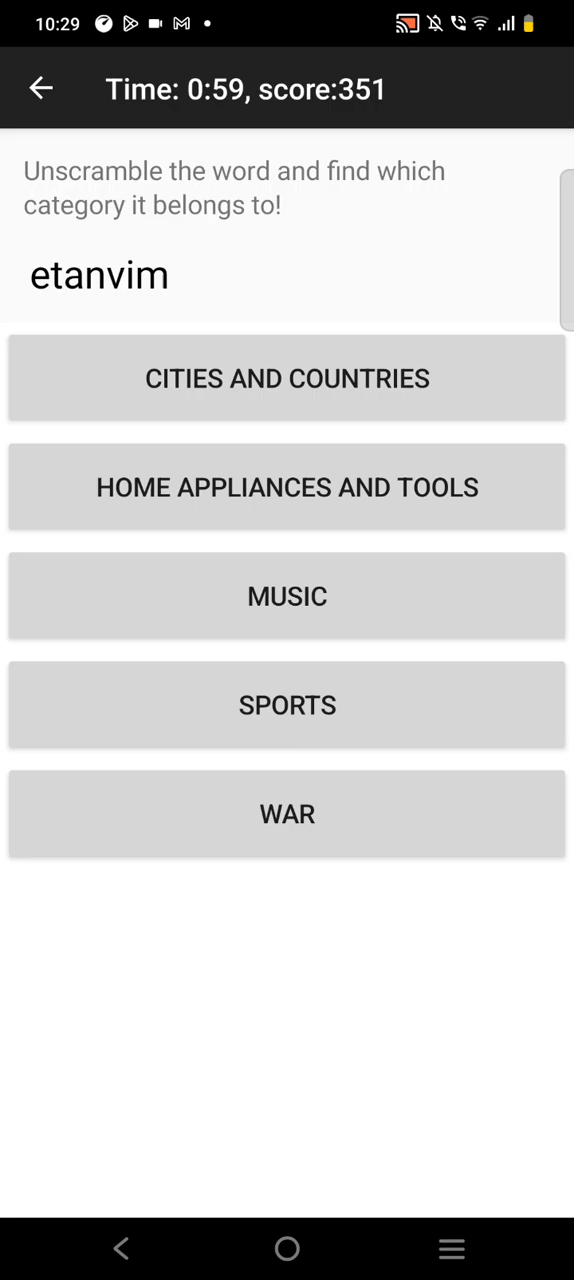 10:29
Time: 0:59, score:351
Unscramble the word and find which
category it belongs to!
etanvim
CITIES AND COUNTRIES
HOME APPLIANCES AND TOOLS
MUSIC
SPORTS
WAR